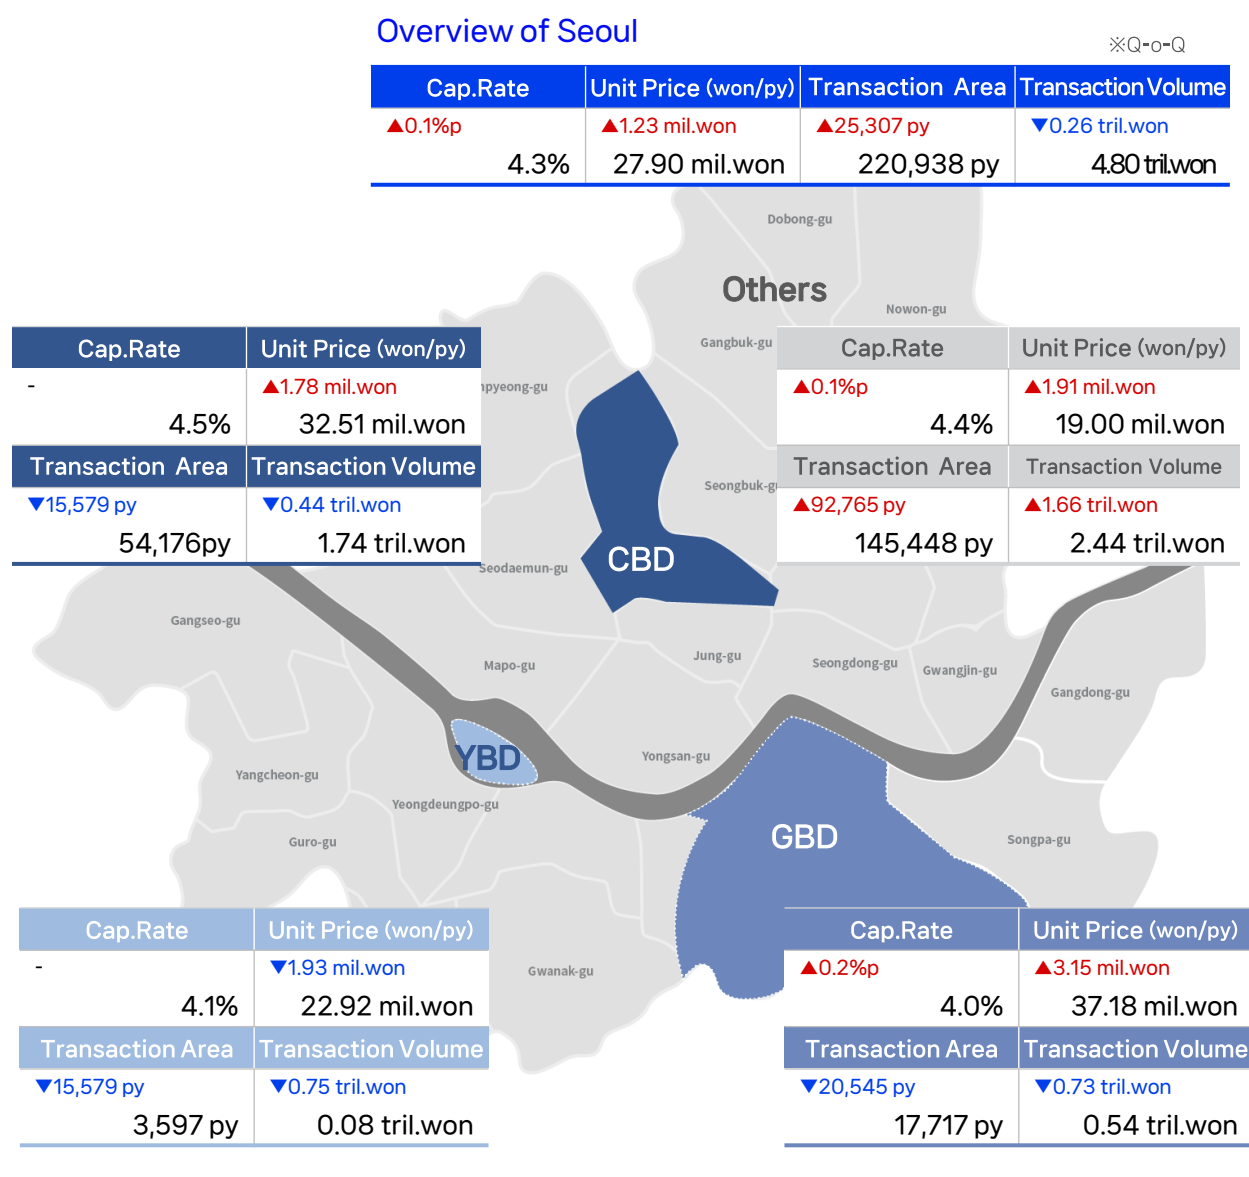 Overview of Seoul
※Q-o-Q
Cap.Rate Unit Price (won/py) Transaction Area Transaction Volume
▲0.1%p ▲1.23 mil.won ▲25,307 py ▼0.26 tril.won
4.3% 27.90 mil.won 220,938 py 4.80 tril.won
Dobong-gu
Others
Nowon-gu
Gangbuk-gu
Cap.Rate Unit Price (won/py)
- ▲1.78 mil.won
4.5% 32.51 mil.won
Transaction Area Transaction Volume
▼15,579 py ▼0.44 tril.won
54,176py 1.74 tril.won
npyeong-gu
Cap.Rate Unit Price (won/py)
▲0.1%p ▲1.91 mil.won
4.4% 19.00 mil.won
Transaction Area Transaction Volume
▲92,765 py ▲1.66 tril.won
145,448 py 2.44 tril.won
Seongbuk-gu
CBD
Seodaemun-gu
Gangseo-gu
Mapo-gu
Jung-gu
Seongdong-gu
Gwangjin-gu
Gangdong-gu
YBD
Yongsan-gu
Yangcheon-gu
Yeongdeungpo-gu
Guro-gu
GBD
Songpa-gu
Cap.Rate Unit Price (won/py)
- ▼1.93 mil.won
4.1% 22.92 mil.won
Transaction Area Transaction Volume
▼15,579 py ▼0.75 tril.won
3,597 py 0.08 tril.won
Gwanak-gu
Cap.Rate Unit Price (won/py)
▲0.2%p ▲3.15 mil.won
4.0% 37.18 mil.won
Transaction Area Transaction Volume
▼20,545 py ▼0.73 tril.won
17,717 py 0.54 tril.won